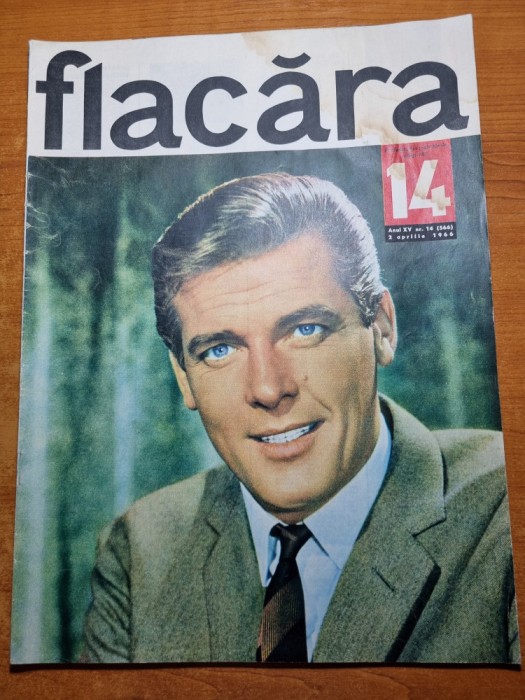 flacăra
14
Anul XV nr. 14 (566)
2 aprilie 1966